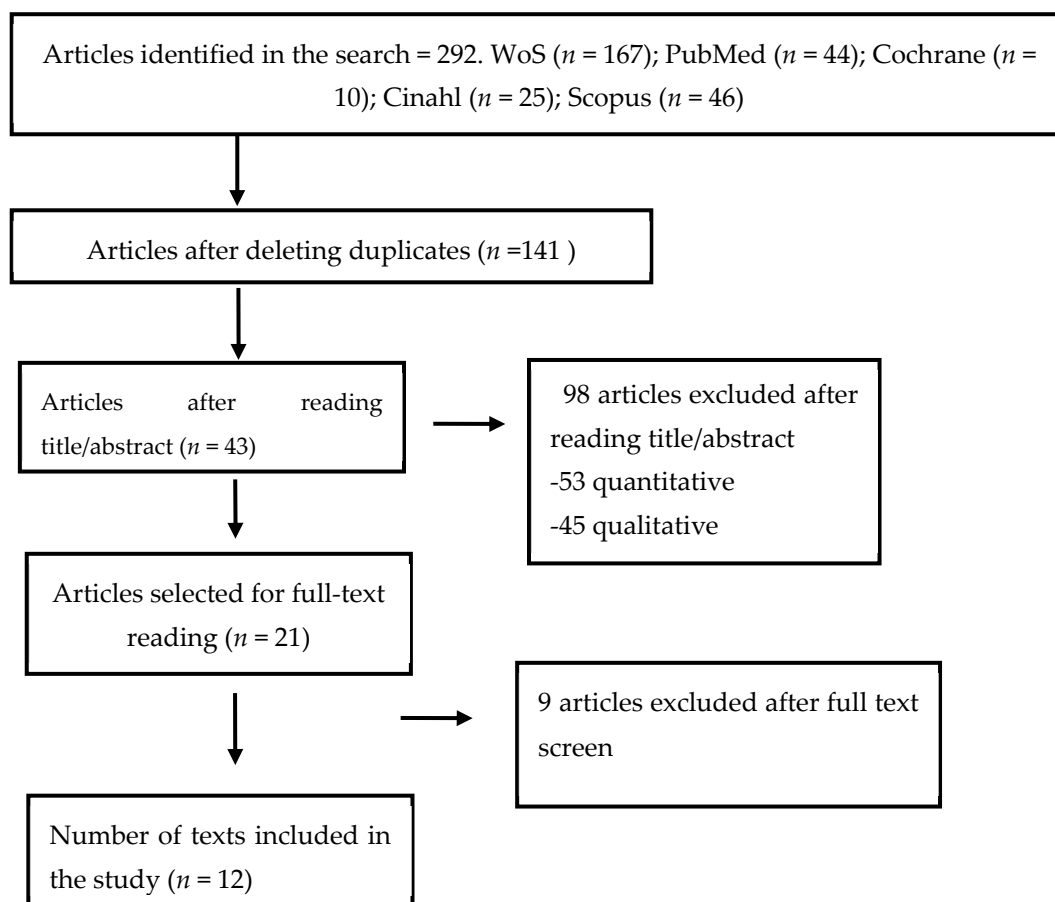 Articles identified in the search = 292. WoS (n = 167); PubMed (n = 44); Cochrane (n =
10); Cinahl (n = 25); Scopus (n = 46)
Articles after deleting duplicates (n =141 )
Articles after reading
title/abstract (n = 43)
98 articles excluded after
reading title/abstract
-53 quantitative
-45 qualitative
Articles selected for full-text
reading (n = 21)
9 articles excluded after full text
screen
Number of texts included in
the study (n = 12)